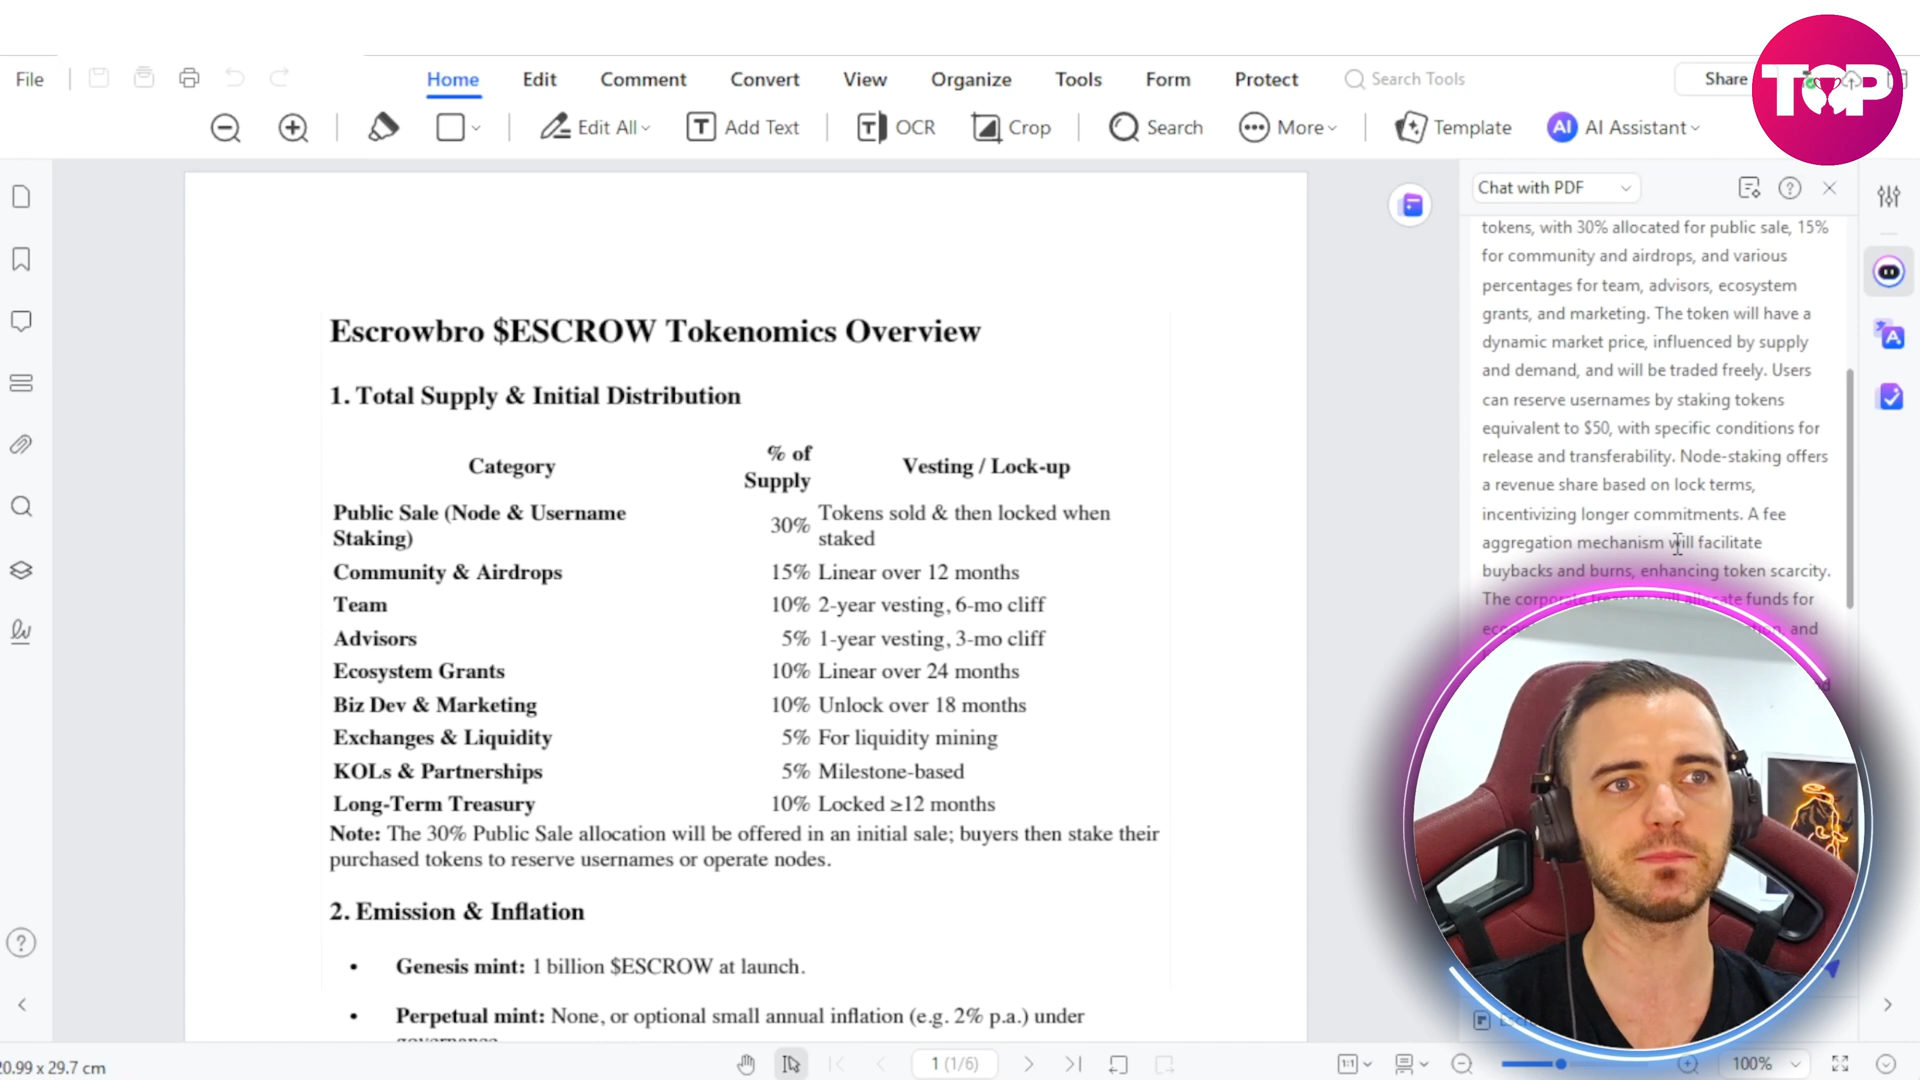 TOP
File
Home
Edit
Comment
Convert
View
Organize
Tools
Form
Protect
Search Tools
Share
Edit All
Add Text
OCR
Crop
Search
More
Template
AI AI Assistant
Chat with PDF
Escrowbro $ESCROW Tokenomics Overview
1. Total Supply & Initial Distribution
Category % of Supply Vesting / Lock-up
Public Sale (Node & Username Staking) 30% Tokens sold & then locked when staked
Community & Airdrops 15% Linear over 12 months
Team 10% 2-year vesting, 6-mo cliff
Advisors 5% 1-year vesting, 3-mo cliff
Ecosystem Grants 10% Linear over 24 months
Biz Dev & Marketing 10% Unlock over 18 months
Exchanges & Liquidity 5% For liquidity mining
KOLs & Partnerships 5% Milestone-based
Long-Term Treasury 10% Locked ≥12 months
Note: The 30% Public Sale allocation will be offered in an initial sale; buyers then stake their
purchased tokens to reserve usernames or operate nodes.
2. Emission & Inflation
• Genesis mint: 1 billion $ESCROW at launch.
• Perpetual mint: None, or optional small annual inflation (e.g. 2% p.a.) under
tokens, with 30% allocated for public sale, 15%
for community and airdrops, and various
percentages for team, advisors, ecosystem
grants, and marketing. The token will have a
dynamic market price, influenced by supply
and demand, and will be traded freely. Users
can reserve usernames by staking tokens
equivalent to $50, with specific conditions for
release and transferability. Node-staking offers
a revenue share based on lock terms,
incentivizing longer commitments. A fee
aggregation mechanism will facilitate
buybacks and burns, enhancing token scarcity.
The corporate will allocate funds for
and
20.99 x 29.7 cm
1 (1/6)
1:1
100%